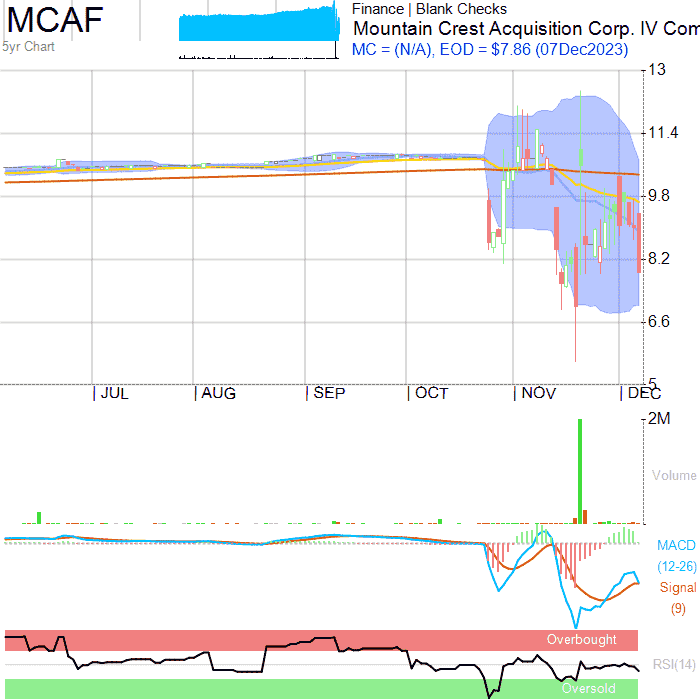 MCAF
5yr Chart
Finance | Blank Checks
Mountain Crest Acquisition Corp. IV Com
MC = (N/A), EOD = $7.86 (07Dec2023)
13
11.4
9.8
8.2
6.6
5
JUL
AUG
SEP
OCT
NOV
DEC
2M
Volume
MACD
(12-26)
Signal
(9)
Overbought
RSI(14)
Oversold